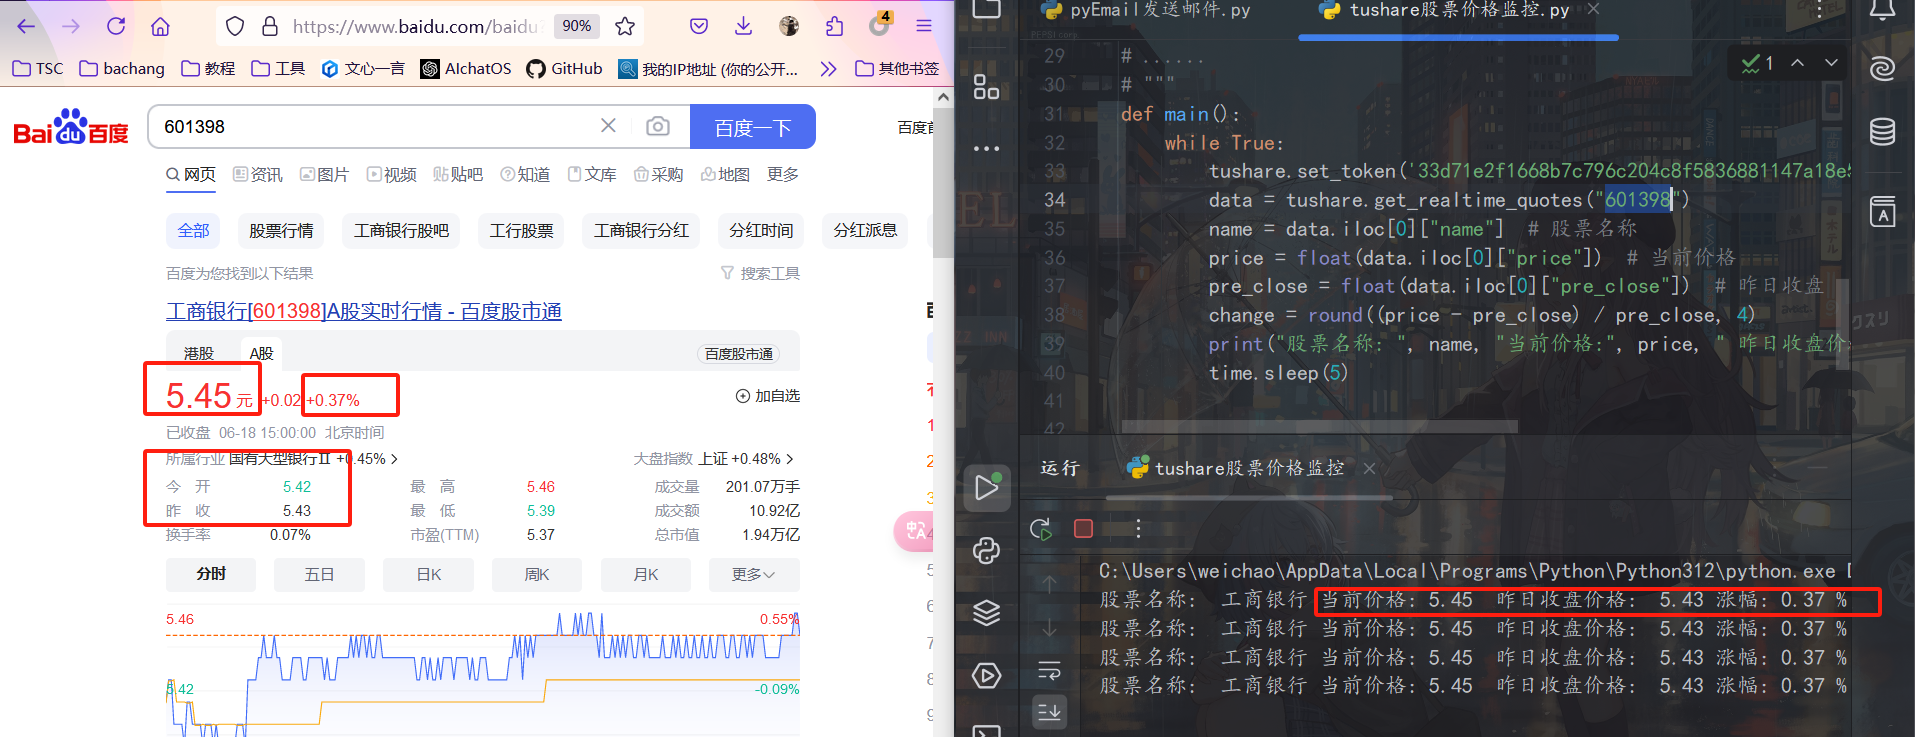 https://www.baidu.com/baidu
90%
4
TSC
bachang
教程
工具
文心一言
AIchatOS
GitHub
我的IP地址 (你的公开...
其他书签
Bai du 百度
601398
百度一下
百度首
网页
资讯
图片
视频
贴吧
知道
文库
采购
地图
更多
全部
股票行情
工商银行股吧
工行股票
工商银行分红
分红时间
分红派息
百度为您找到以下结果
搜索工具
工商银行[601398]A股实时行情 - 百度股市通
港股
A股
百度股市通
5.45 元 +0.02 +0.37%
加自选
已收盘 06-18 15:00:00 北京时间
所属行业 国有大型银行Ⅱ +0.45% >
大盘指数 上证 +0.48% >
今 开 5.42 最 高 5.46 成交量 201.07万手
昨 收 5.43 最 低 5.39 成交额 10.92亿
换手率 0.07% 市盈(TTM) 5.37 总市值 1.94万亿
分时
五日
日K
周K
月K
更多
5.46
0.55%
5.42
-0.09%
pyEmail发送邮件.py
tushare股票价格监控.py
1
29 # ......
30 # """
31 def main():
32 while True:
33 tushare.set_token('33d71e2f1668b7c796c204c8f5836881147a18e
34 data = tushare.get_realtime_quotes("601398")
35 name = data.iloc[0]["name"] # 股票名称
36 price = float(data.iloc[0]["price"]) # 当前价格
37 pre_close = float(data.iloc[0]["pre_close"]) # 昨日收盘
38 change = round((price - pre_close) / pre_close, 4)
39 print("股票名称: ", name, "当前价格:", price, " 昨日收盘价
40 time.sleep(5)
41
42
运行
tushare股票价格监控
C:\Users\weichao\AppData\Local\Programs\Python\Python312\python.exe
股票名称: 工商银行 当前价格: 5.45 昨日收盘价格: 5.43 涨幅: 0.37 %
股票名称: 工商银行 当前价格: 5.45 昨日收盘价格: 5.43 涨幅: 0.37 %
股票名称: 工商银行 当前价格: 5.45 昨日收盘价格: 5.43 涨幅: 0.37 %
股票名称: 工商银行 当前价格: 5.45 昨日收盘价格: 5.43 涨幅: 0.37 %